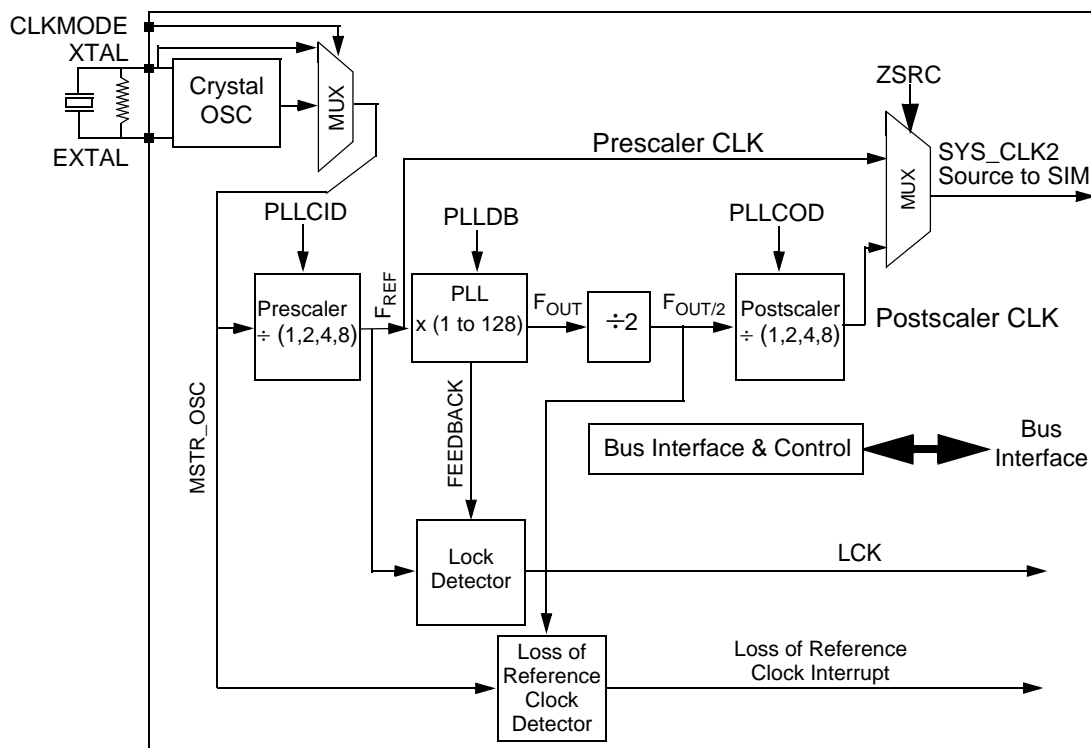 CLKMODE
XTAL
EXTAL
Crystal
OSC
MUX
ZSRC
Prescaler CLK
MUX
SYS_CLK2
Source to SIM
PLLCID
PLLDB
PLLCOD
Prescaler
÷ (1,2,4,8)
FREF
PLL
x (1 to 128)
FOUT
÷2
FOUT/2
Postscaler
÷ (1,2,4,8)
Postscaler CLK
MSTR_OSC
FEEDBACK
Bus Interface & Control
Bus
Interface
Lock
Detector
LCK
Loss of
Reference
Clock
Detector
Loss of Reference
Clock Interrupt